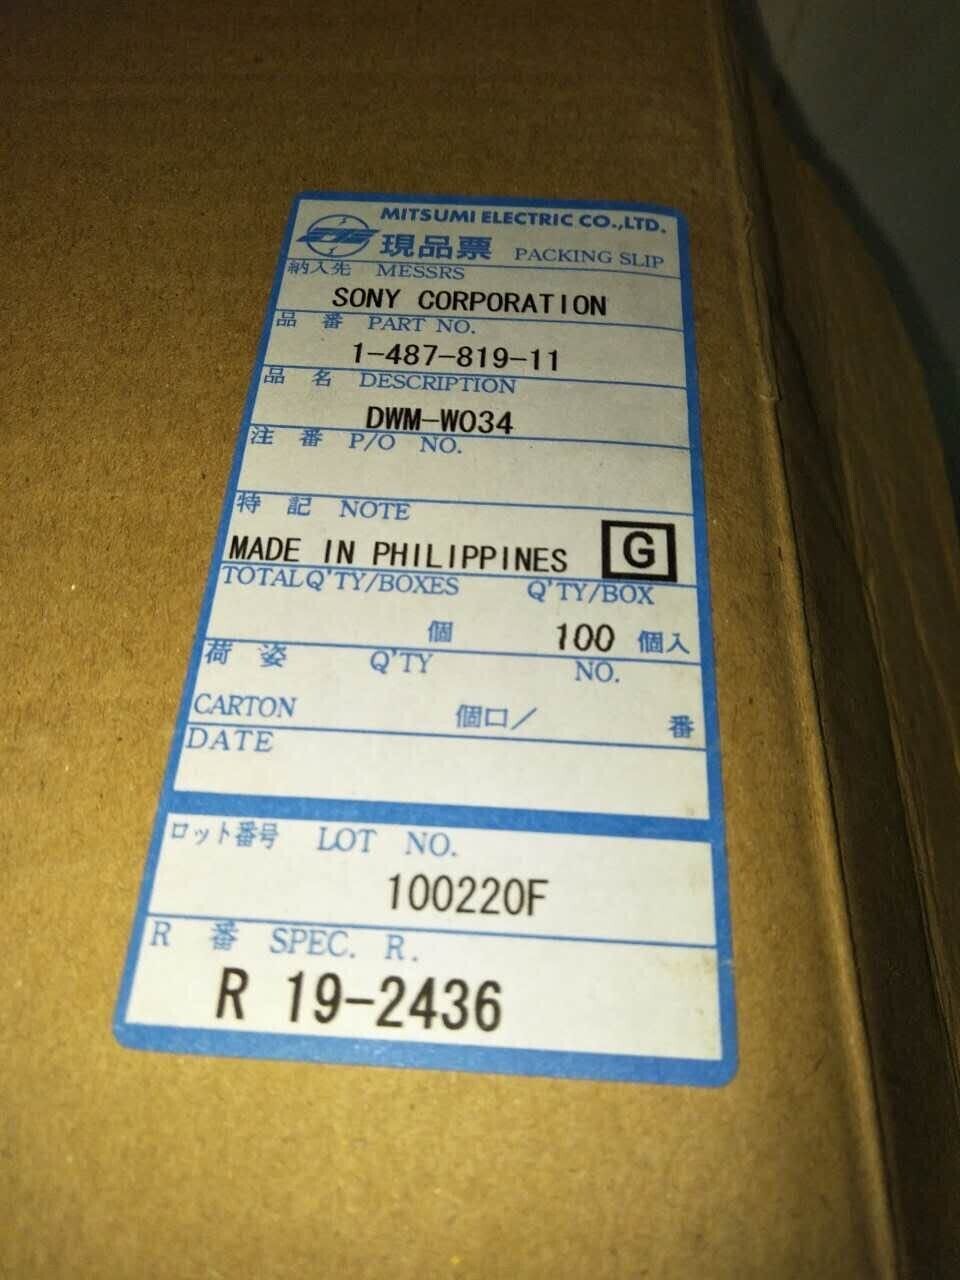 MITSUMI ELECTRIC CO.,LTD.
現品票 PACKING SLIP
納入先 MESSRS
SONY CORPORATION
品番 PART NO.
1-487-819-11
品名 DESCRIPTION
DWM-W034
注番 P/O NO.
特記 NOTE
MADE IN PHILIPPINES G
TOTAL Q'TY/BOXES Q'TY/BOX
個 100 個入
荷姿 Q'TY NO.
CARTON 個口/ 番
DATE
ロット番号 LOT NO.
100220F
R番 SPEC. R.
R 19-2436